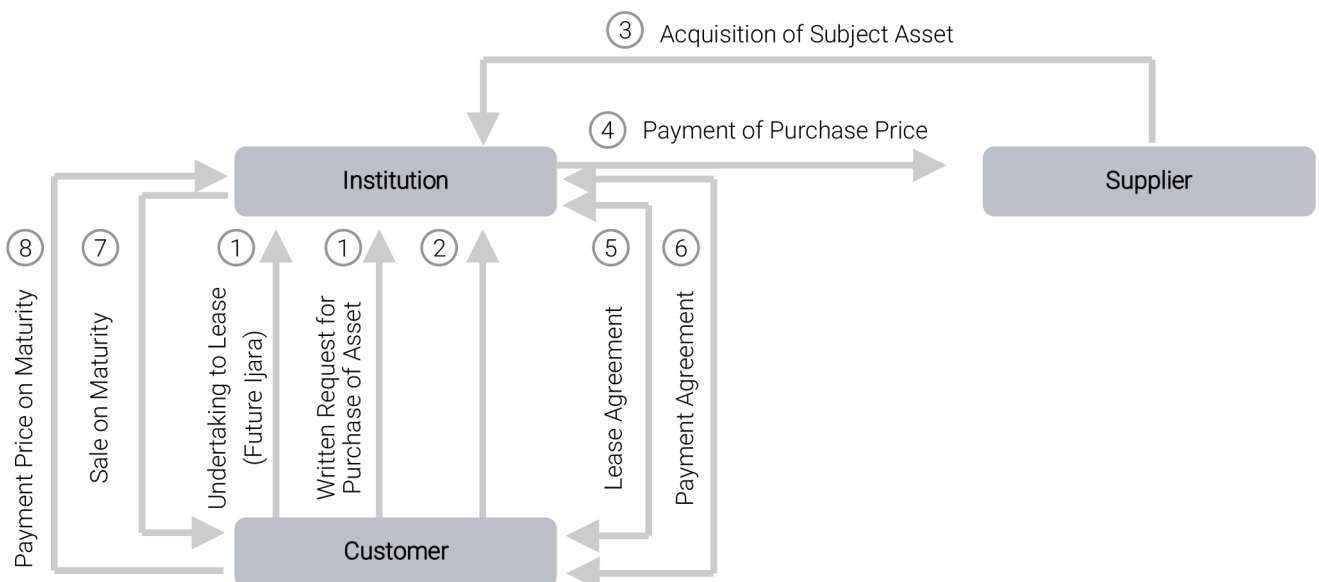 3 Acquisition of Subject Asset
4 Payment of Purchase Price
Institution
Supplier
8 Payment Price on Maturity
7 Sale on Maturity
1 Undertaking to Lease
(Future Ijara)
1 Written Request for
Purchase of Asset
2
5 Lease Agreement
6 Payment Agreement
Customer